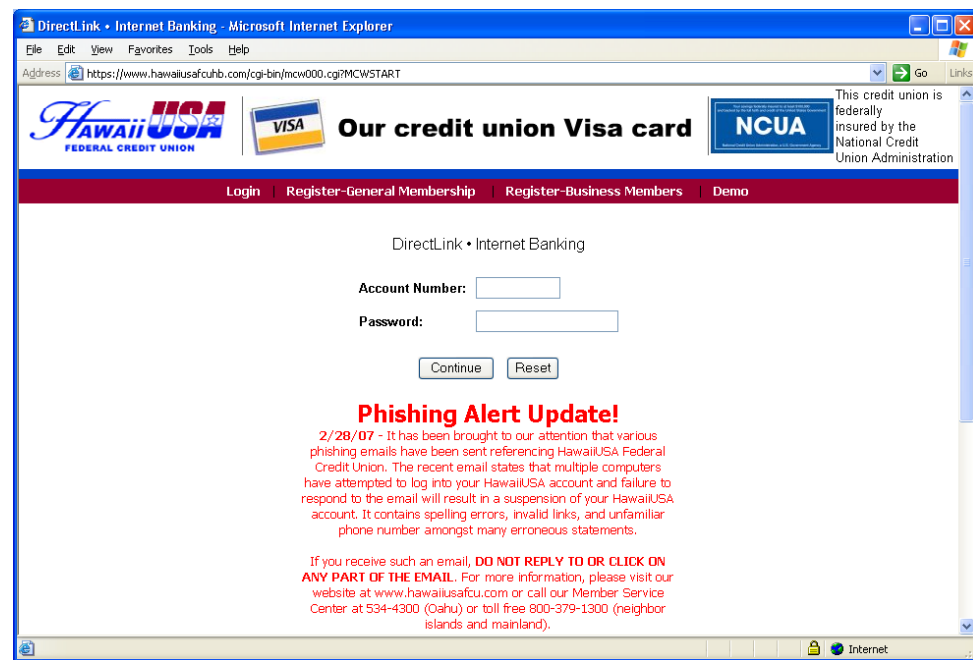 DirectLink • Internet Banking - Microsoft Internet Explorer
File Edit View Favorites Tools Help
Address https://www.hawaiiusafcuhb.com/cgi-bin/mcw000.cgi?MCWSTART Go Links
Hawaii USA
FEDERAL CREDIT UNION
VISA
Our credit union Visa card
NCUA
This credit union is
federally
insured by the
National Credit
Union Administration
Login Register-General Membership Register-Business Members Demo
DirectLink • Internet Banking
Account Number:
Password:
Continue Reset
Phishing Alert Update!
2/28/07 - It has been brought to our attention that various
phishing emails have been sent referencing HawaiiUSA Federal
Credit Union. The recent email states that multiple computers
have attempted to log into your HawaiiUSA account and failure to
respond to the email will result in a suspension of your HawaiiUSA
account. It contains spelling errors, invalid links, and unfamiliar
phone number amongst many erroneous statements.
If you receive such an email, DO NOT REPLY TO OR CLICK ON
ANY PART OF THE EMAIL. For more information, please visit our
website at www.hawaiiusafcu.com or call our Member Service
Center at 534-4300 (Oahu) or toll free 800-379-1300 (neighbor
islands and mainland).
Internet